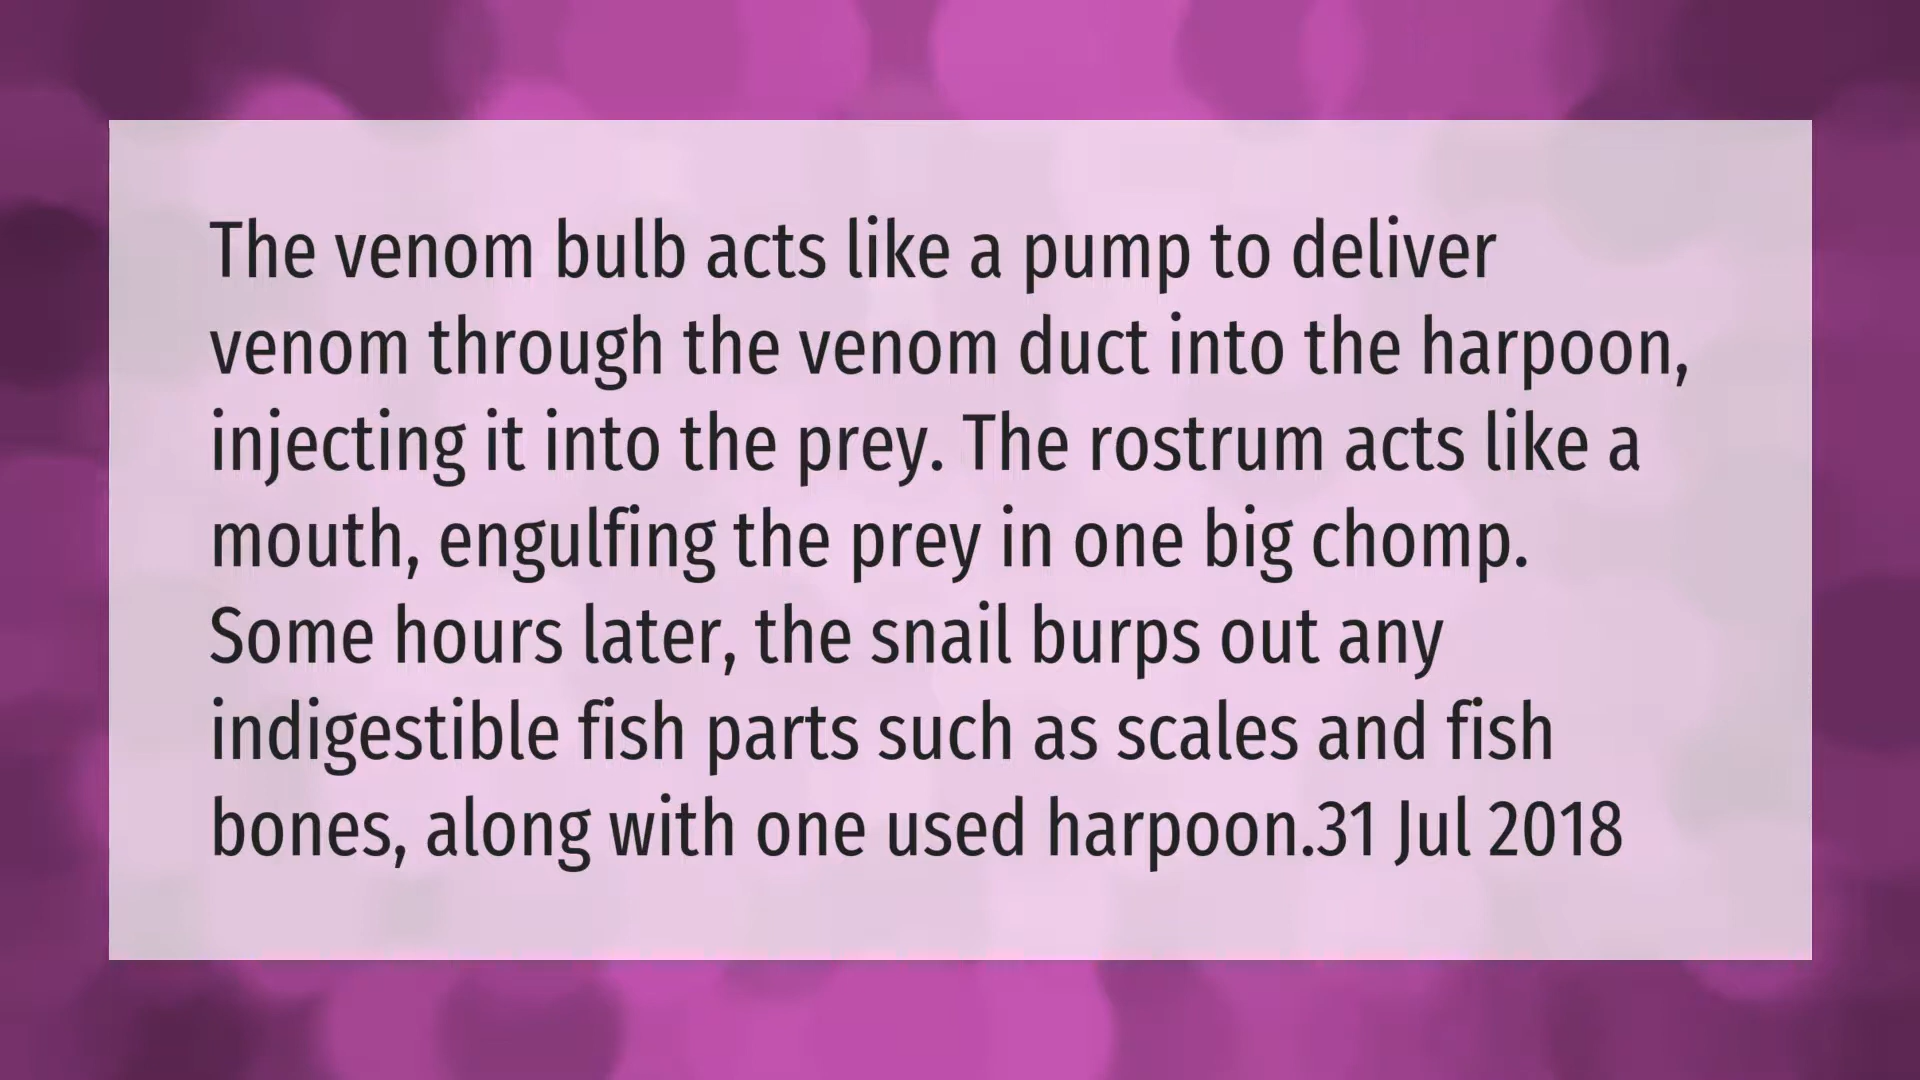 The venom bulb acts like a pump to deliver
venom through the venom duct into the harpoon,
injecting it into the prey. The rostrum acts like a
mouth, engulfing the prey in one big chomp.
Some hours later, the snail burps out any
indigestible fish parts such as scales and fish
bones, along with one used harpoon.31 Jul 2018